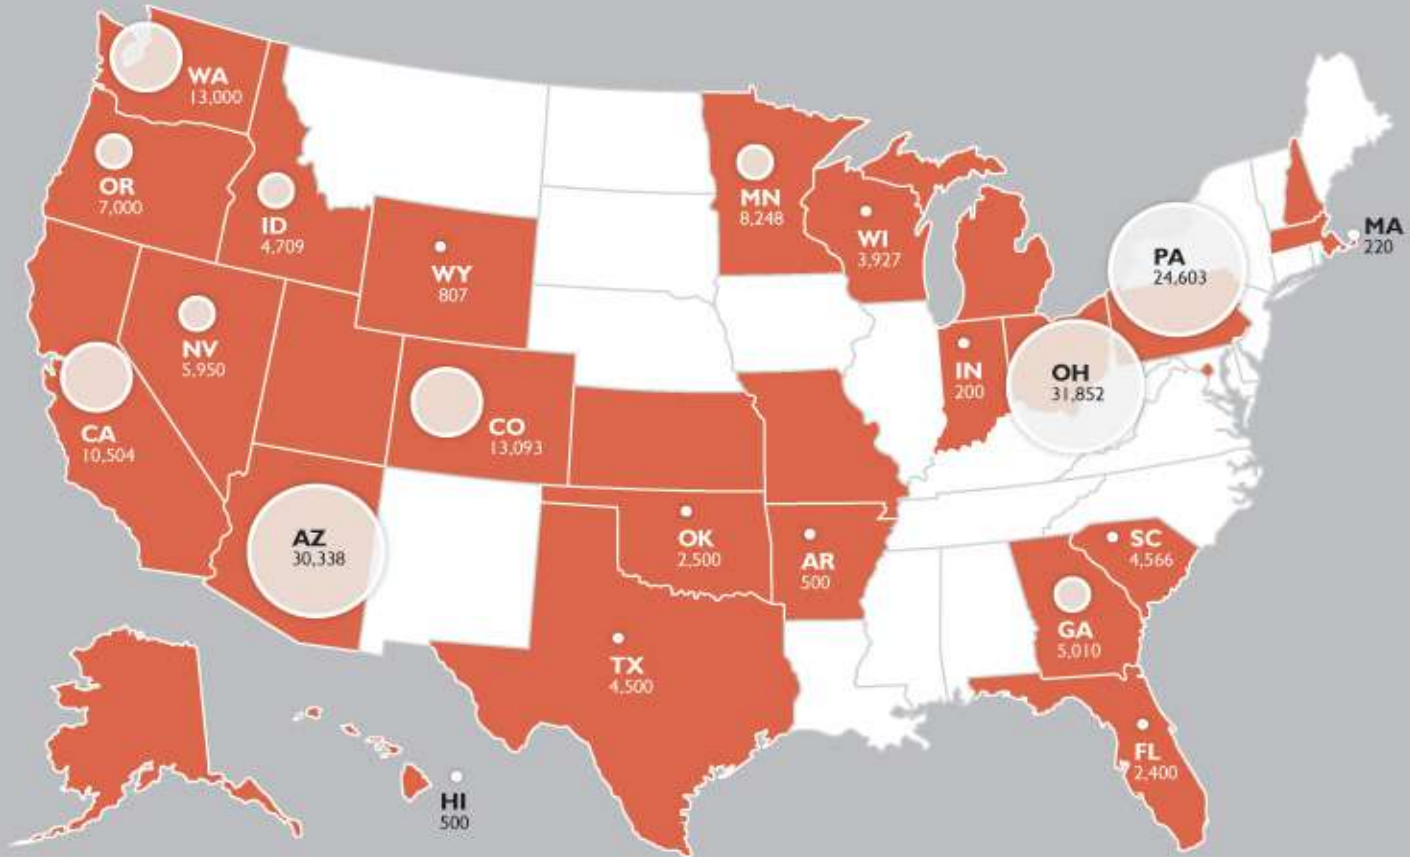 WA
13,000
OR
7,000
ID
4,709
MN
8,248
WI
3,927
MA
220
PA
24,603
WY
807
NV
5,950
IN
200
OH
31,852
CA
10,504
CO
13,093
AZ
30,338
OK
2,500
AR
500
SC
4,566
GA
5,010
TX
4,500
FL
2,400
HI
500